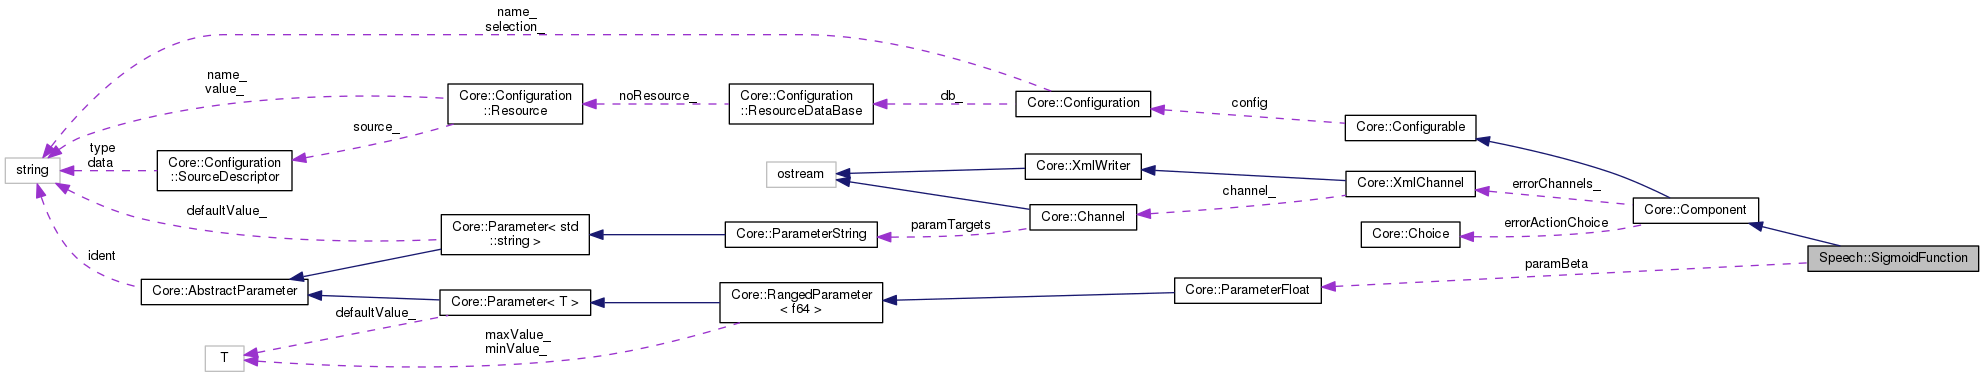 name_
selection_
name_
value_
Core::Configuration
::Resource
noResource_
Core::Configuration
::ResourceDataBase
db_
Core::Configuration
config
Core::Configurable
source_
type
data
string
Core::Configuration
::SourceDescriptor
ostream
Core::XmlWriter
Core::XmlChannel
errorChannels_
channel_
Core::Component
defaultValue_
Core::Parameter< std
::string >
Core::ParameterString
paramTargets
Core::Channel
errorActionChoice
Core::Choice
ident
Speech::SigmoidFunction
paramBeta
Core::AbstractParameter
Core::Parameter< T >
Core::RangedParameter
< f64 >
Core::ParameterFloat
defaultValue_
maxValue_
minValue_
T